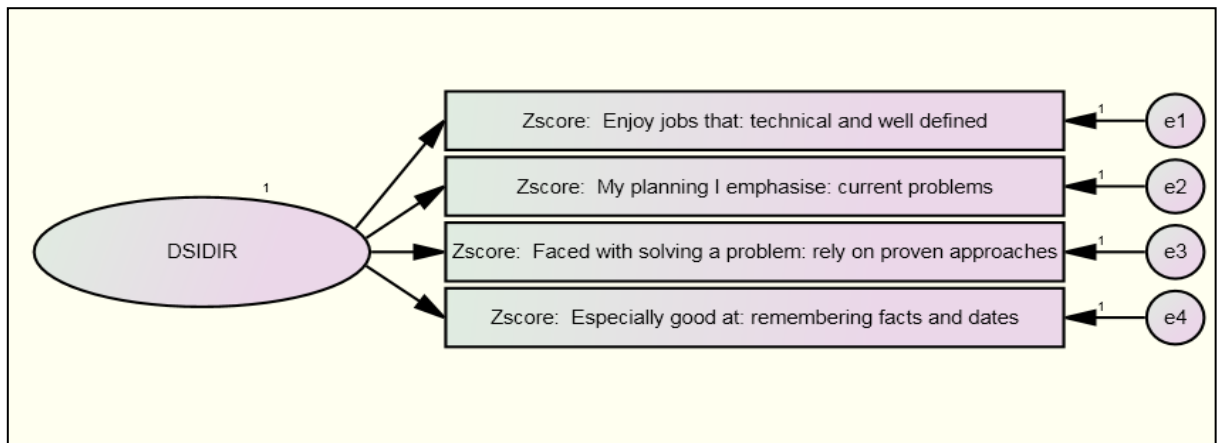 Zscore: Enjoy jobs that: technical and well defined
1
e1
Zscore: My planning I emphasise: current problems
1
e2
1
DSIDIR
Zscore: Faced with solving a problem: rely on proven approaches
1
e3
Zscore: Especially good at: remembering facts and dates
1
e4